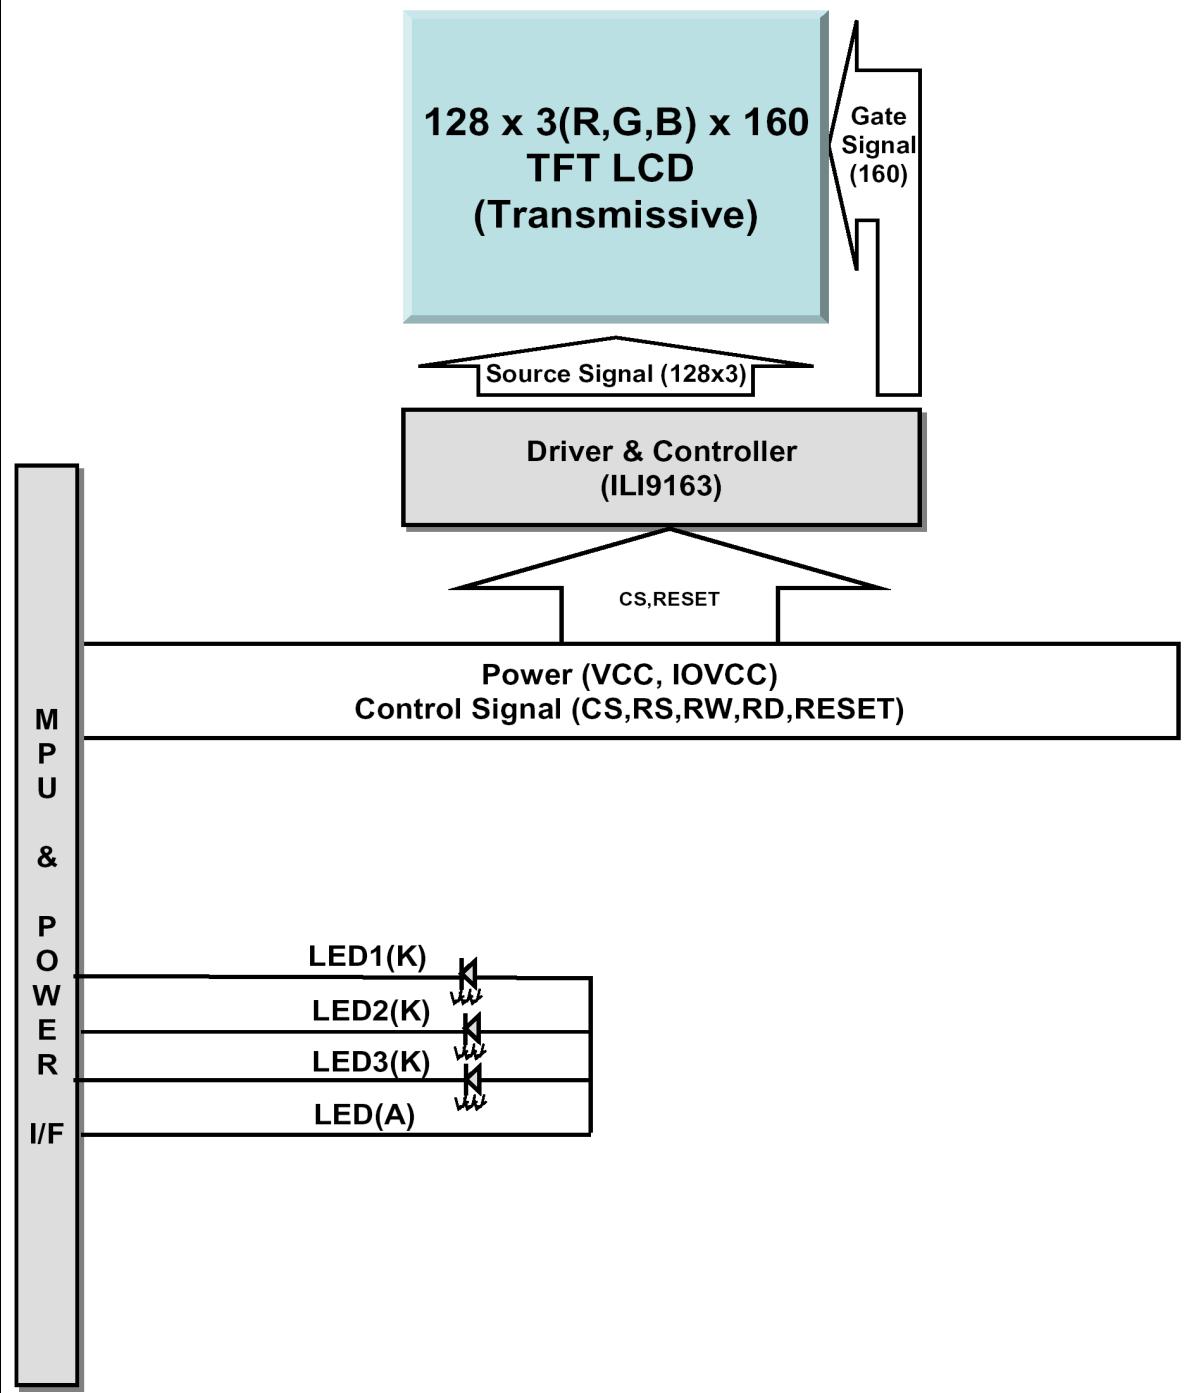 128 x 3(R,G,B) x 160
TFT LCD
(Transmissive)
Gate
Signal
(160)
Source Signal (128x3)
Driver & Controller
(ILI9163)
CS,RESET
Power (VCC, IOVCC)
Control Signal (CS,RS,RW,RD,RESET)
M
P
U
&
P
O
W
E
R
I/F
LED1(K)
LED2(K)
LED3(K)
LED(A)